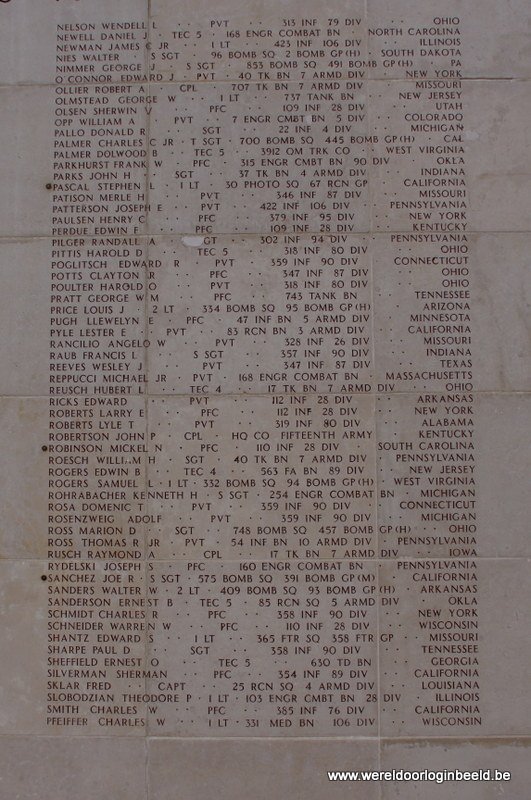 NELSON WENDELL L · · PVT · · 313 INF 79 DIV · · OHIO
NEWELL DANIEL J · TEC 5 · 168 ENGR COMBAT BN · NORTH CAROLINA
NEWMAN JAMES C JR · 1 LT · · 423 INF 106 DIV · · ILLINOIS
NIES WALTER · · S SGT · · 96 BOMB SQ 2 BOMB GP(H) · SOUTH DAKOTA
NIMMER GEORGE J · S SGT · · 853 BOMB SQ 491 BOMB GP(H) · PA
O CONNOR EDWARD J · PVT · 40 TK BN 7 ARMD DIV · · NEW YORK
OLLIER ROBERT A · CPL · · 707 TK BN 7 ARMD DIV · · MISSOURI
OLMSTEAD GEORGE W · 1 LT · · 737 TANK BN · · NEW JERSEY
OLSEN SHERWIN V · · PFC · · 109 INF 28 DIV · · UTAH
OPP WILLIAM A · · PVT · · 7 ENGR CMBT BN 5 DIV · · COLORADO
PALLO DONALD R · · SGT · · 22 INF 4 DIV · · MICHIGAN
PALMER CHARLES C JR · T SGT · 700 BOMB SQ 445 BOMB GP(H) · CAL
PALMER DOLWOOD B · TEC 5 · 3912 QM TRK CO · · WEST VIRGINIA
PARKHURST FRANK W · PFC · 315 ENGR CMBT BN 90 DIV · · OKLA
PARKS JOHN H · · SGT · · 37 TK BN 4 ARMD DIV · · INDIANA
PASCAL STEPHEN L · 1 LT · 30 PHOTO SQ 67 RCN GP · · CALIFORNIA
PATISON MERLE H · · PVT · · 346 INF 87 DIV · · MISSOURI
PATTERSON JOSEPH E · · PVT · 422 INF 106 DIV · · PENNSYLVANIA
PAULSEN HENRY C · · PFC · · 379 INF 95 DIV · · NEW YORK
PERDUE EDWIN F · · PFC · · 109 INF 28 DIV · · KENTUCKY
PILGER RANDALL A · GT · · 302 INF 94 DIV · · PENNSYLVANIA
PITTIS HAROLD D · · TEC 5 · · 318 INF 80 DIV · · OHIO
POGLITSCH EDWARD R · PVT · · 359 INF 90 DIV · · CONNECTICUT
POTTS CLAYTON R · · PFC · · 347 INF 87 DIV · · OHIO
POULTER HAROLD O · · PVT · · 318 INF 80 DIV · · OHIO
PRATT GEORGE W M · · PFC · · 743 TANK BN · · TENNESSEE
PRICE LOUIS J · 2 LT · 334 BOMB SQ 95 BOMB GP(H) · · ARIZONA
PUGH LLEWELYN E · PFC · · 47 INF BN 5 ARMD DIV · · MINNESOTA
PYLE LESTER E · · PVT · · 83 RCN BN 3 ARMD DIV · · CALIFORNIA
RANCILIO ANGELO W · · PVT · · 328 INF 26 DIV · · MISSOURI
RAUB FRANCIS L · · S SGT · · 357 INF 90 DIV · · INDIANA
REEVES WESLEY J · · PVT · · 347 INF 87 DIV · · TEXAS
REPPUCCI MICHAEL JR · PVT · 168 ENGR COMBAT BN · MASSACHUSETTS
REUSCH HUBERT L · · TEC 4 · · 17 TK BN 7 ARMD DIV · · OHIO
RICKS EDWARD · · PVT · · 112 INF 28 DIV · · ARKANSAS
ROBERTS LARRY E · · PFC · · 112 INF 28 DIV · · NEW YORK
ROBERTS LYLE T · · PVT · · 319 INF 80 DIV · · ALABAMA
ROBERTSON JOHN P · CPL · HQ CO FIFTEENTH ARMY · · KENTUCKY
ROBINSON MICKEL N · PFC · · 110 INF 28 DIV · · SOUTH CAROLINA
ROESCH WILLIAM H · SGT · · 40 TK BN 7 ARMD DIV · · PENNSYLVANIA
ROGERS EDWIN B · · TEC 4 · · 563 FA BN 89 DIV · · NEW JERSEY
ROGERS SAMUEL L · 1 LT · 332 BOMB SQ 94 BOMB GP(H) · WEST VIRGINIA
ROHRABACHER KENNETH H · S SGT · 254 ENGR COMBAT BN · MICHIGAN
ROSA DOMENIC T · · PVT · · 359 INF 90 DIV · · CONNECTICUT
ROSENZWEIG ADOLF · · PVT · · 359 INF 90 DIV · · MICHIGAN
ROSS MARION D · · SGT · · 748 BOMB SQ 457 BOMB GP(H) · · OHIO
ROSS THOMAS R JR · PVT · 54 INF BN 10 ARMD DIV · · PENNSYLVANIA
RUSCH RAYMOND A · · CPL · · 17 TK BN 7 ARMD DIV · · IOWA
RYDELSKI JOSEPH S · PFC · · 160 ENGR COMBAT BN · · PENNSYLVANIA
SANCHEZ JOE R · S SGT · 575 BOMB SQ 391 BOMB GP(M) · CALIFORNIA
SANDERS WALTER W · 2 LT · 409 BOMB SQ 93 BOMB GP(H) · ARKANSAS
SANDERSON ERNEST B · TEC 5 · 85 RCN SQ 5 ARMD DIV · · OKLA
SCHMIDT CHARLES R · · PFC · · 358 INF 90 DIV · · NEW YORK
SCHNEIDER WARREN W · · PFC · · 110 INF 28 DIV · · WISCONSIN
SHANTZ EDWARD S · · 1 LT · · 365 FTR SQ 358 FTR GP · · MISSOURI
SHARPE PAUL D · · SGT · · 358 INF 90 DIV · · TENNESSEE
SHEFFIELD ERNEST O · · TEC 5 · · 630 TD BN · · GEORGIA
SILVERMAN SHERMAN · · PFC · · 354 INF 89 DIV · · CALIFORNIA
SKLAR FRED · · CAPT · · 25 RCN SQ 4 ARMD DIV · · LOUISIANA
SLOBODZIAN THEODORE P · 1 LT · 103 ENGR CMBT BN 28 DIV · ILLINOIS
SMITH CHARLES W · · PFC · · 385 INF 76 DIV · · CALIFORNIA
PFEIFFER CHARLES W · · 1 LT · 331 MED BN 106 DIV · · WISCONSIN
www.wereldoorloginbeeld.be